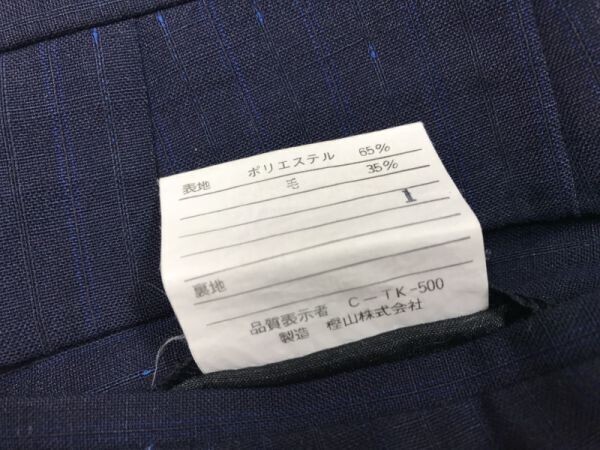 表地 ポリエステル 65%
毛 35%
1
裏地
品質表示者 C-TK-500
製造 樫山株式会社